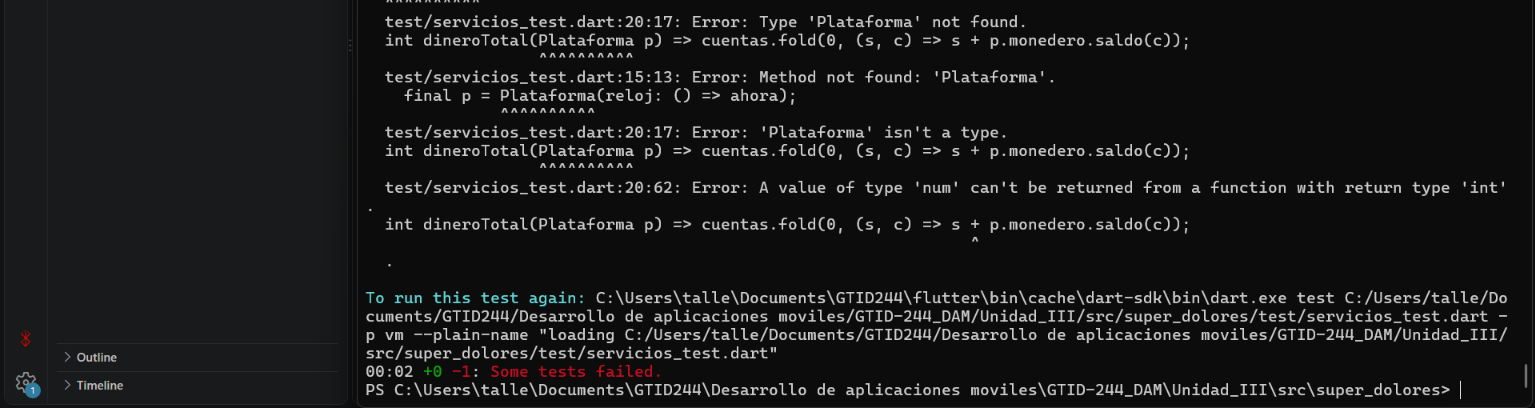 ^^^^^^^^^^
test/servicios_test.dart:20:17: Error: Type 'Plataforma' not found.
int dineroTotal(Plataforma p) => cuentas.fold(0, (s, c) => s + p.monedero.saldo(c));
^^^^^^^^^^
test/servicios_test.dart:15:13: Error: Method not found: 'Plataforma'.
final p = Plataforma(reloj: () => ahora);
^^^^^^^^^^
test/servicios_test.dart:20:17: Error: 'Plataforma' isn't a type.
int dineroTotal(Plataforma p) => cuentas.fold(0, (s, c) => s + p.monedero.saldo(c));
^^^^^^^^^^
test/servicios_test.dart:20:62: Error: A value of type 'num' can't be returned from a function with return type 'int'
.
int dineroTotal(Plataforma p) => cuentas.fold(0, (s, c) => s + p.monedero.saldo(c));
^
.
To run this test again: C:\Users\talle\Documents\GTID244\flutter\bin\cache\dart-sdk\bin\dart.exe test C:/Users/talle/Do
cuments/GTID244/Desarrollo de aplicaciones moviles/GTID-244_DAM/Unidad_III/src/super_dolores/test/servicios_test.dart -
p vm --plain-name "loading C:/Users/talle/Documents/GTID244/Desarrollo de aplicaciones moviles/GTID-244_DAM/Unidad_III/
src/super_dolores/test/servicios_test.dart"
00:02 +0 -1: Some tests failed.
PS C:\Users\talle\Documents\GTID244\Desarrollo de aplicaciones moviles\GTID-244_DAM\Unidad_III\src\super_dolores>
Outline
Timeline
1